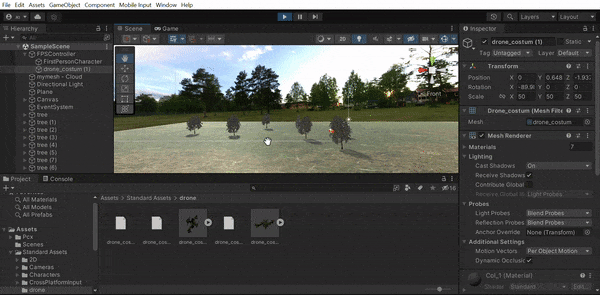 File Edit Assets GameObject Component Mobile Input Window Help
Layers Layout
Hierarchy
Scene Game
Inspector
All
SampleScene
FPSController
FirstPersonCharacter
drone_costum (1)
mymesh - Cloud
Directional Light
Plane
Canvas
EventSystem
tree
tree (1)
tree (2)
tree (3)
tree (4)
tree (5)
tree (6)
tree (7)
tree (8)
2D
Front
drone_costum (1) Static
Tag Untagged Layer Default
Transform
Position X 0 Y 0.648 Z -1.937
Rotation X -89.98 Y 0 Z 0
Scale X 50 Y 50 Z 50
Drone_costum (Mesh Filter)
Mesh drone_costum
Mesh Renderer
Materials 7
Lighting
Cast Shadows On
Receive Shadows
Contribute Global
Receive Global Light Probes
Probes
Light Probes Blend Probes
Reflection Probes Blend Probes
Anchor Override None (Transform)
Additional Settings
Motion Vectors Per Object Motion
Dynamic Occlusion
Col_1 (Material)
Shader Standard Edit...
Project Console
Favorites
All Materials
All Models
All Prefabs
Assets
Pcx
Scenes
Standard Assets
2D
Cameras
Characters
CrossPlatformInput
drone
Assets > Standard Assets > drone
16
drone_cos... drone_cos... drone_cos... drone_cos... drone_cos...